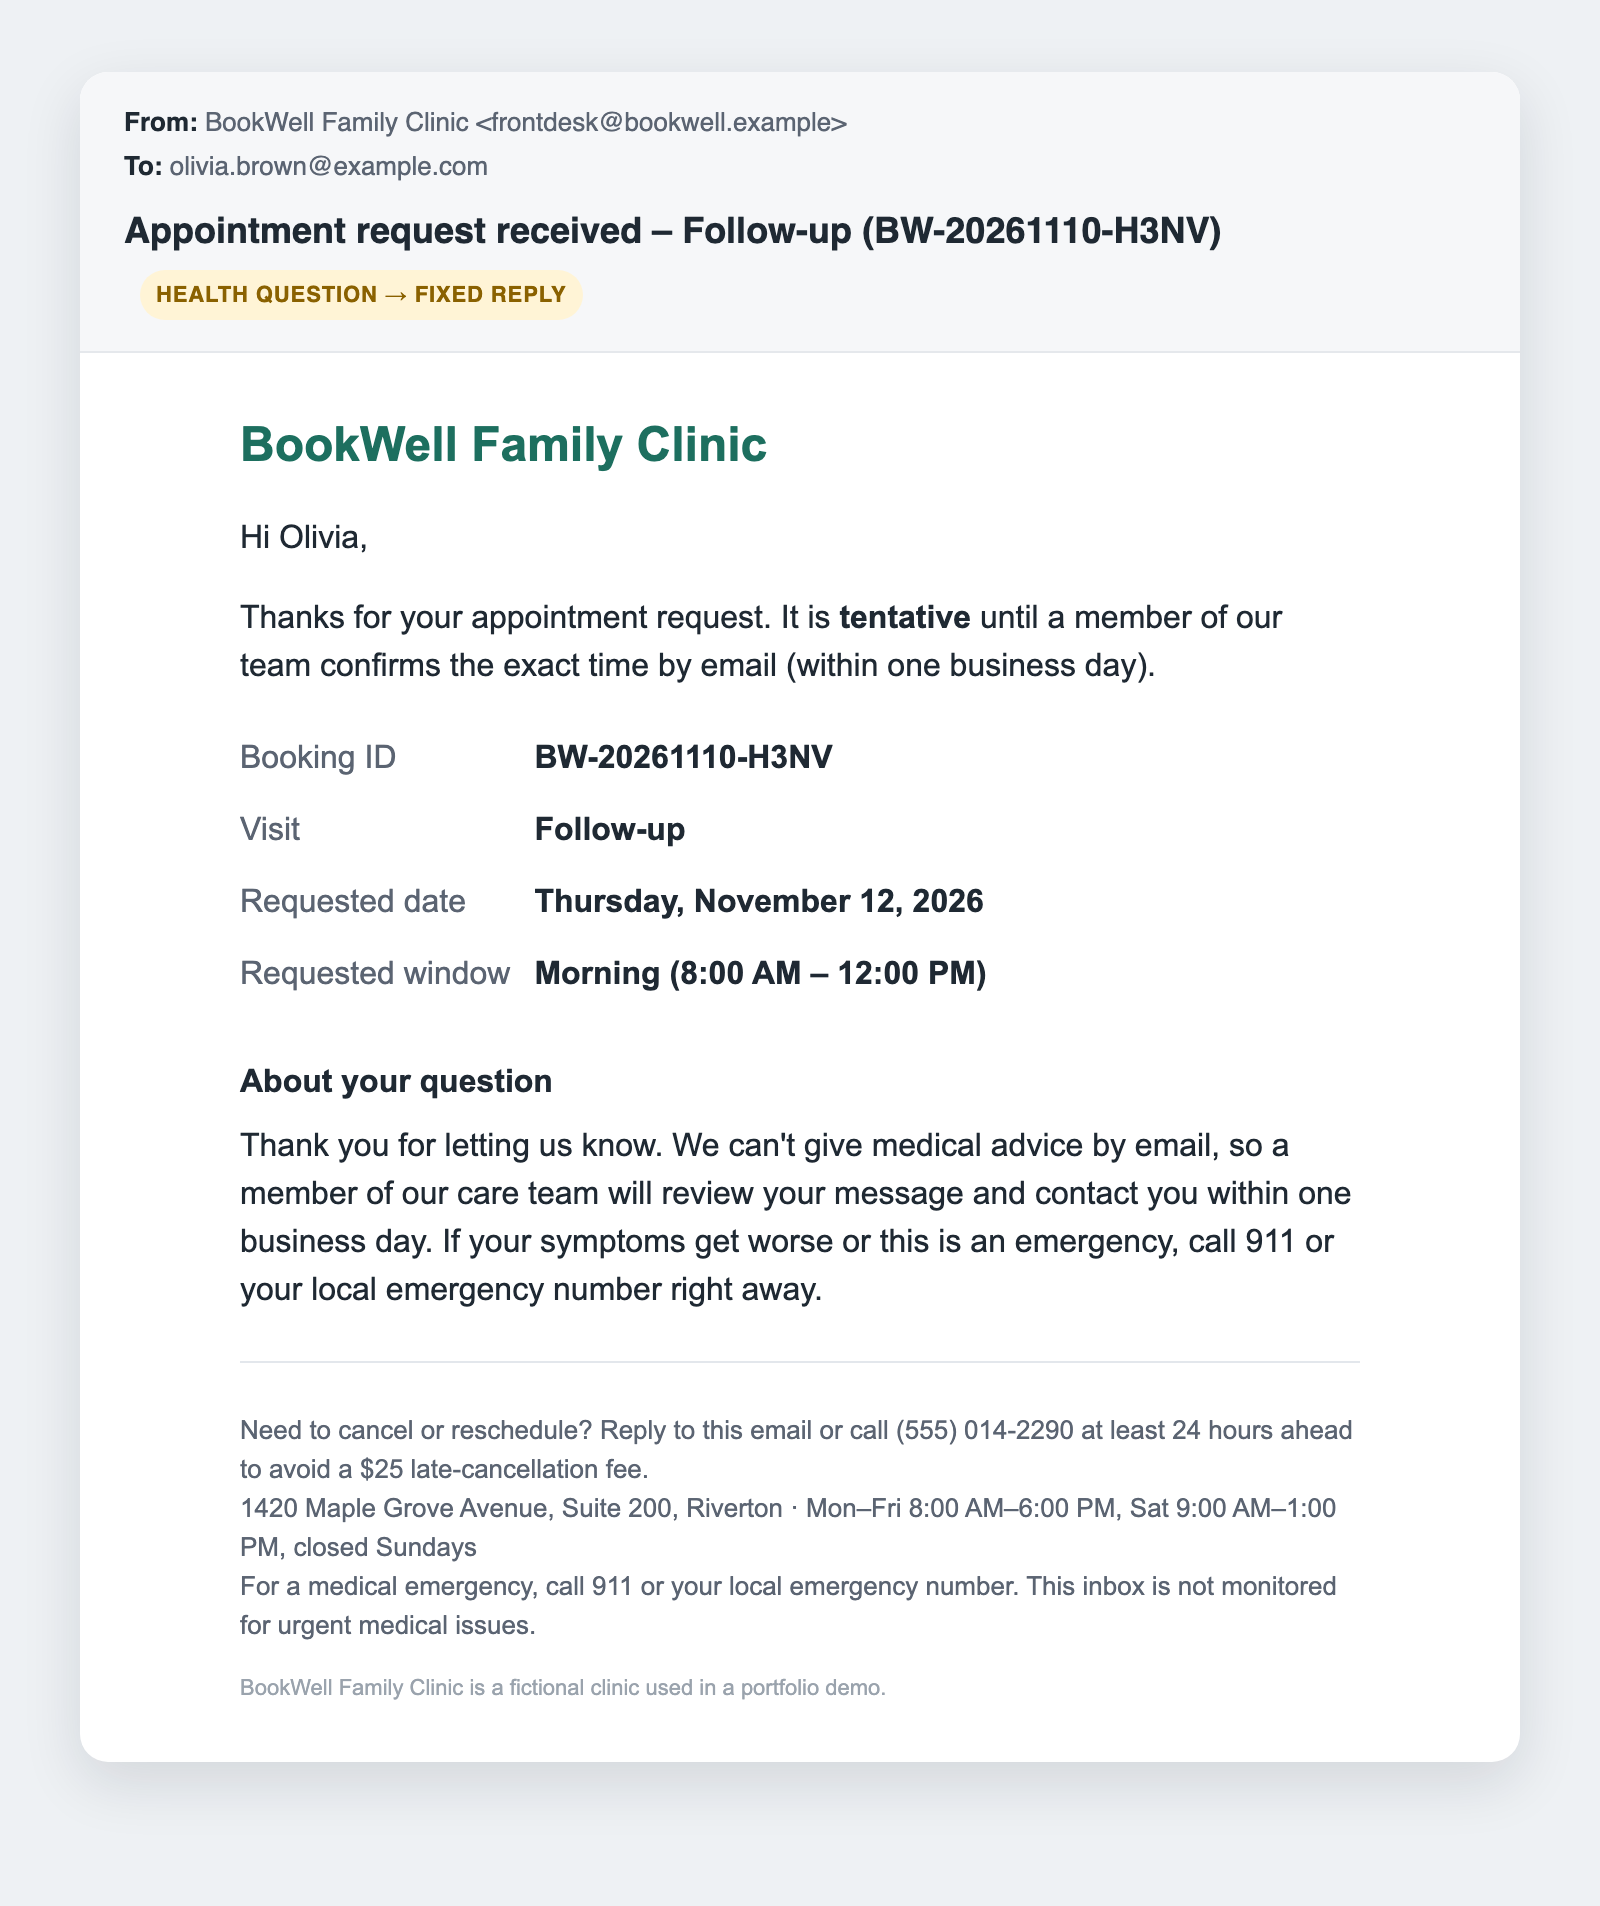 From: BookWell Family Clinic <frontdesk@bookwell.example>
To: olivia.brown@example.com
Appointment request received – Follow-up (BW-20261110-H3NV)
HEALTH QUESTION → FIXED REPLY
BookWell Family Clinic
Hi Olivia,
Thanks for your appointment request. It is tentative until a member of our
team confirms the exact time by email (within one business day).
Booking ID BW-20261110-H3NV
Visit Follow-up
Requested date Thursday, November 12, 2026
Requested window Morning (8:00 AM – 12:00 PM)
About your question
Thank you for letting us know. We can't give medical advice by email, so a
member of our care team will review your message and contact you within one
business day. If your symptoms get worse or this is an emergency, call 911 or
your local emergency number right away.
Need to cancel or reschedule? Reply to this email or call (555) 014-2290 at least 24 hours ahead
to avoid a $25 late-cancellation fee.
1420 Maple Grove Avenue, Suite 200, Riverton · Mon–Fri 8:00 AM–6:00 PM, Sat 9:00 AM–1:00
PM, closed Sundays
For a medical emergency, call 911 or your local emergency number. This inbox is not monitored
for urgent medical issues.
BookWell Family Clinic is a fictional clinic used in a portfolio demo.